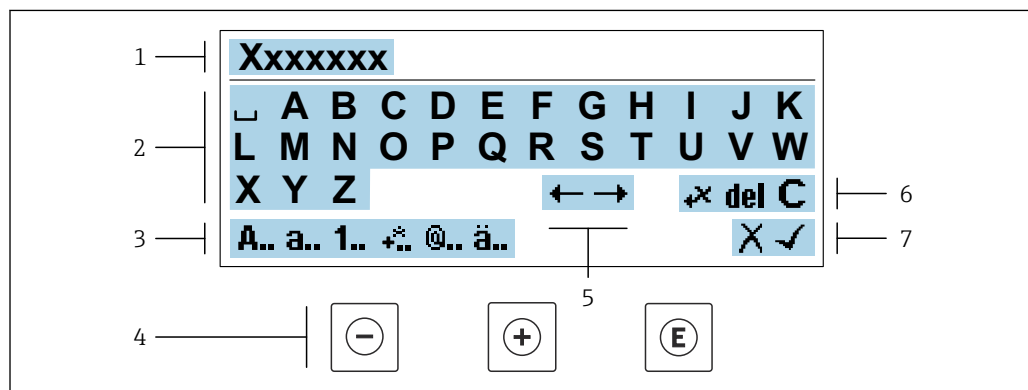 1
Xxxxxxx
2
␣ A B C D E F G H I J K
L M N O P Q R S T U V W
X Y Z ← → +× del C
6
3
A.. a.. 1.. +*.. @.. ä.. X ✓
7
5
4
− + E